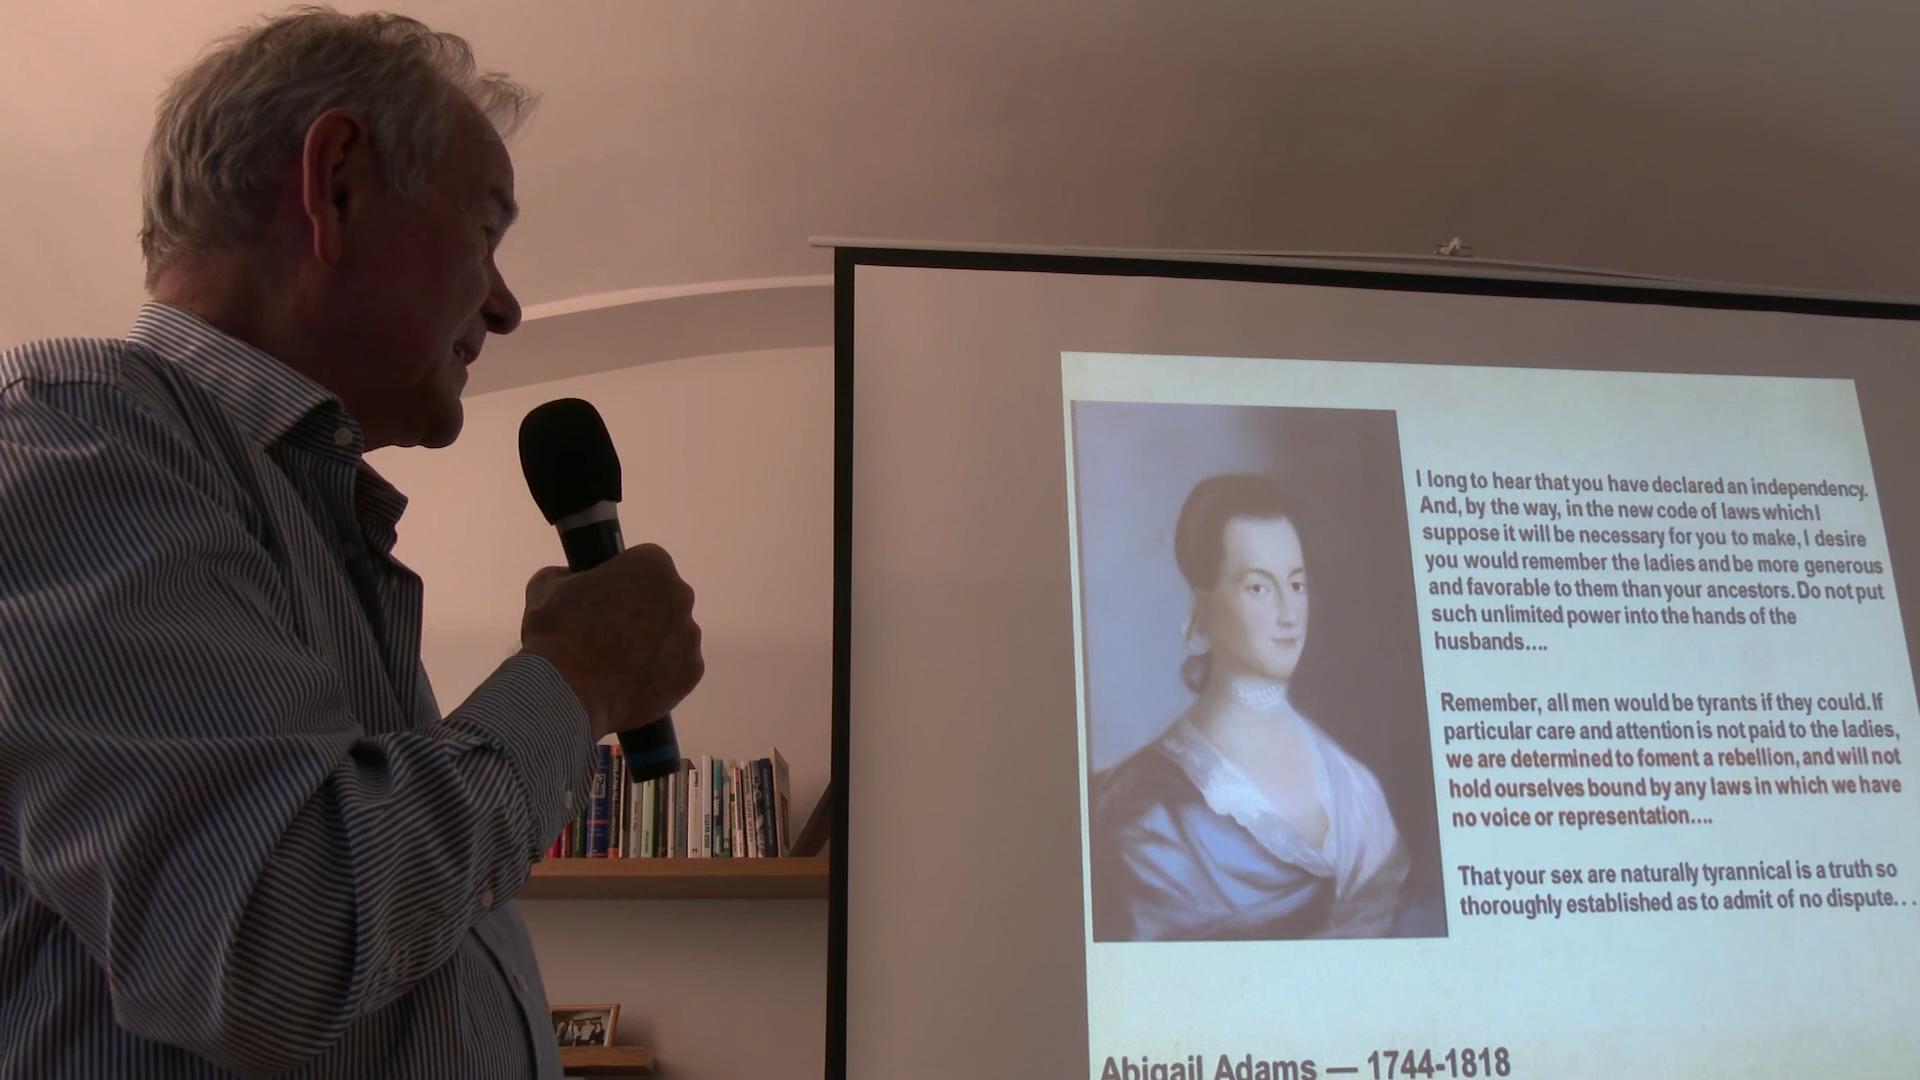 I long to hear that you have declared an independency.
And, by the way, in the new code of laws which I
suppose it will be necessary for you to make, I desire
you would remember the ladies and be more generous
and favorable to them than your ancestors. Do not put
such unlimited power into the hands of the
husbands....
Remember, all men would be tyrants if they could. If
particular care and attention is not paid to the ladies,
we are determined to foment a rebellion, and will not
hold ourselves bound by any laws in which we have
no voice or representation....
That your sex are naturally tyrannical is a truth so
thoroughly established as to admit of no dispute...
Abigail Adams — 1744-1818